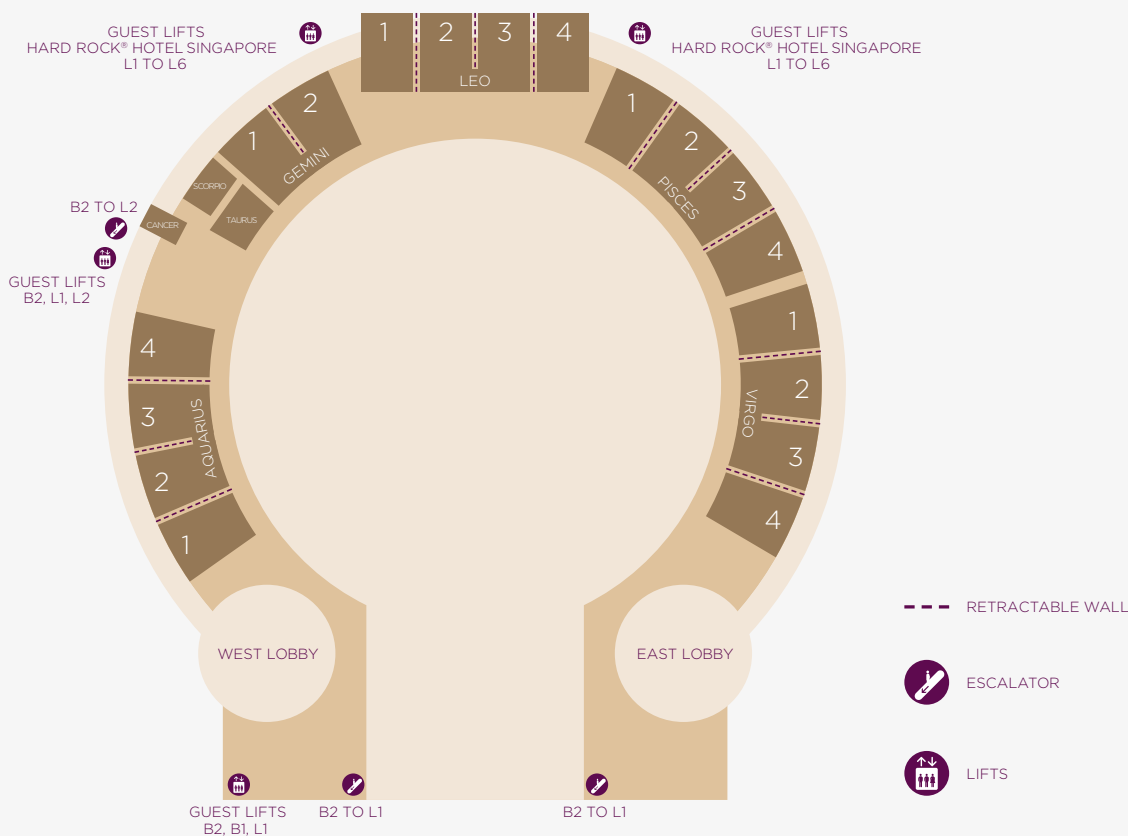 GUEST LIFTS
HARD ROCK® HOTEL SINGAPORE
L1 TO L6
1 2 3 4
LEO
GUEST LIFTS
HARD ROCK® HOTEL SINGAPORE
L1 TO L6
1
2
GEMINI
SCORPIO
TAURUS
CANCER
B2 TO L2
GUEST LIFTS
B2, L1, L2
1
2
3
4
PISCES
4
3
2
1
AQUARIUS
1
2
3
4
VIRGO
WEST LOBBY
EAST LOBBY
GUEST LIFTS
B2, B1, L1
B2 TO L1
B2 TO L1
RETRACTABLE WALL
ESCALATOR
LIFTS